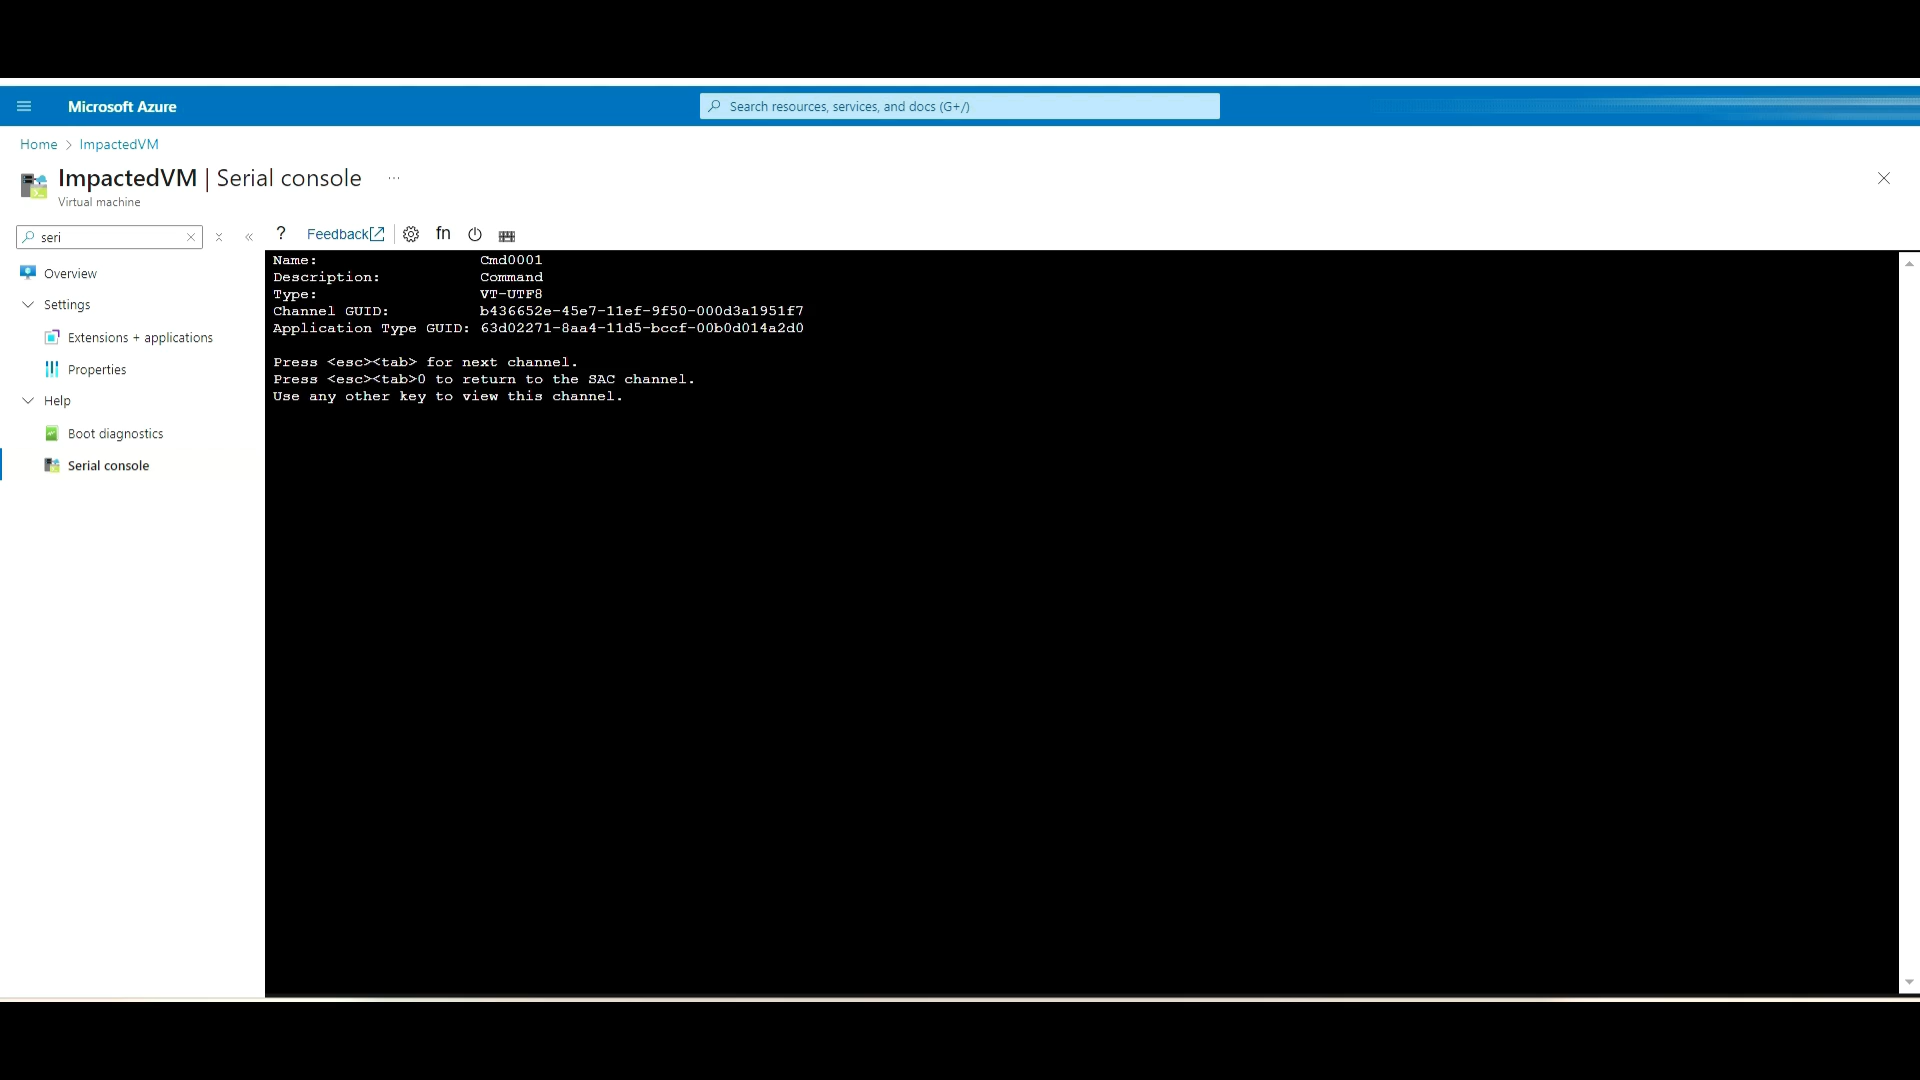 Microsoft Azure
Search resources, services, and docs (G+/)
Home > ImpactedVM
ImpactedVM | Serial console ...
Virtual machine
seri
? Feedback fn
Overview
Settings
Extensions + applications
Properties
Help
Boot diagnostics
Serial console
Name: Cmd0001
Description: Command
Type: VT-UTF8
Channel GUID: b436652e-45e7-11ef-9f50-000d3a1951f7
Application Type GUID: 63d02271-8aa4-11d5-bccf-00b0d014a2d0
Press <esc><tab> for next channel.
Press <esc><tab>0 to return to the SAC channel.
Use any other key to view this channel.